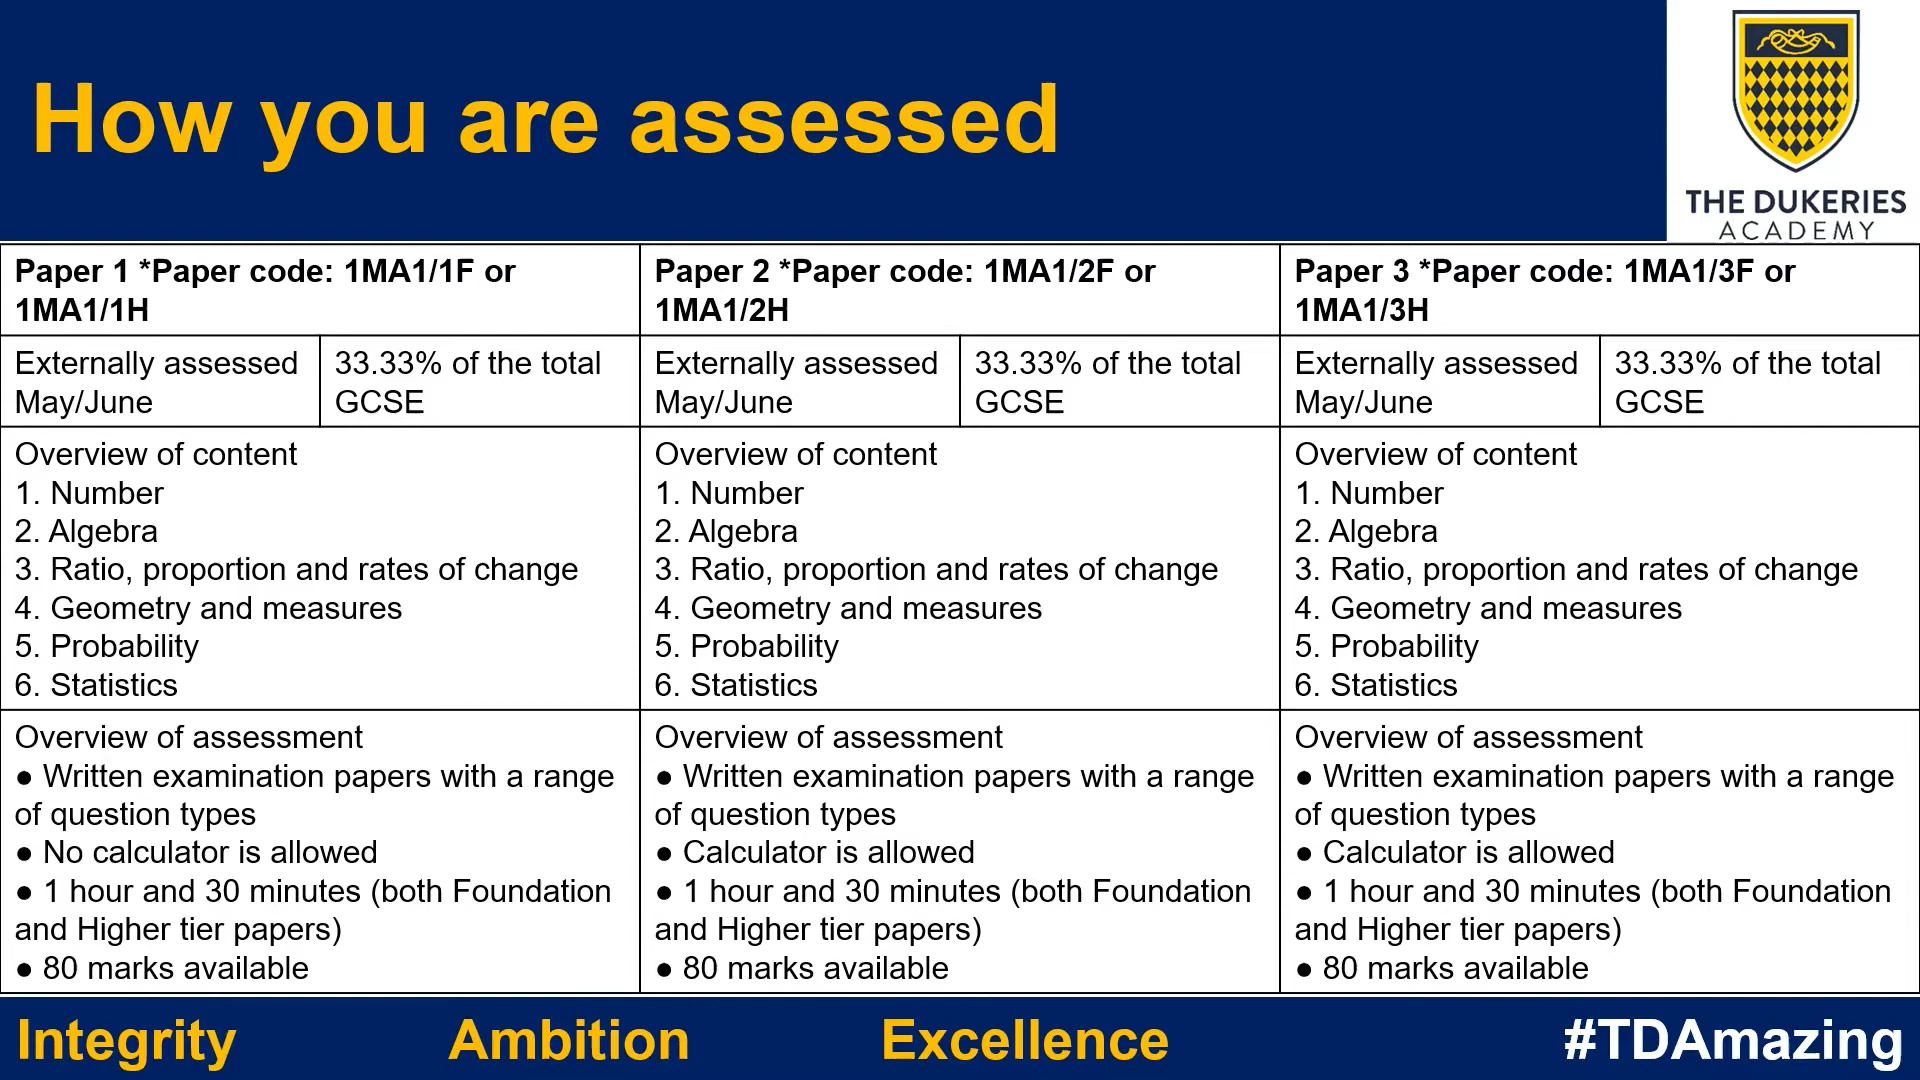 How you are assessed
THE DUKERIES
ACADEMY
Paper 1 *Paper code: 1MA1/1F or
1MA1/1H
Externally assessed
May/June
33.33% of the total
GCSE
Overview of content
1. Number
2. Algebra
3. Ratio, proportion and rates of change
4. Geometry and measures
5. Probability
6. Statistics
Overview of assessment
● Written examination papers with a range
of question types
● No calculator is allowed
● 1 hour and 30 minutes (both Foundation
and Higher tier papers)
● 80 marks available
Paper 2 *Paper code: 1MA1/2F or
1MA1/2H
Externally assessed
May/June
33.33% of the total
GCSE
Overview of content
1. Number
2. Algebra
3. Ratio, proportion and rates of change
4. Geometry and measures
5. Probability
6. Statistics
Overview of assessment
● Written examination papers with a range
of question types
● Calculator is allowed
● 1 hour and 30 minutes (both Foundation
and Higher tier papers)
● 80 marks available
Paper 3 *Paper code: 1MA1/3F or
1MA1/3H
Externally assessed
May/June
33.33% of the total
GCSE
Overview of content
1. Number
2. Algebra
3. Ratio, proportion and rates of change
4. Geometry and measures
5. Probability
6. Statistics
Overview of assessment
● Written examination papers with a range
of question types
● Calculator is allowed
● 1 hour and 30 minutes (both Foundation
and Higher tier papers)
● 80 marks available
Integrity Ambition Excellence #TDAmazing